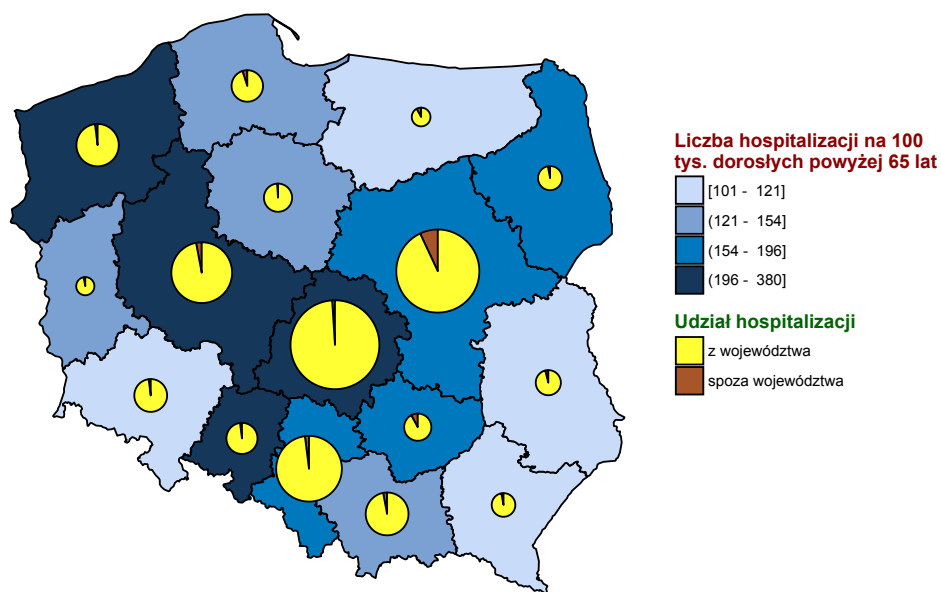 Liczba hospitalizacji na 100
tys. dorosłych powyżej 65 lat
[101 - 121]
(121 - 154]
(154 - 196]
(196 - 380]
Udział hospitalizacji
z województwa
spoza województwa